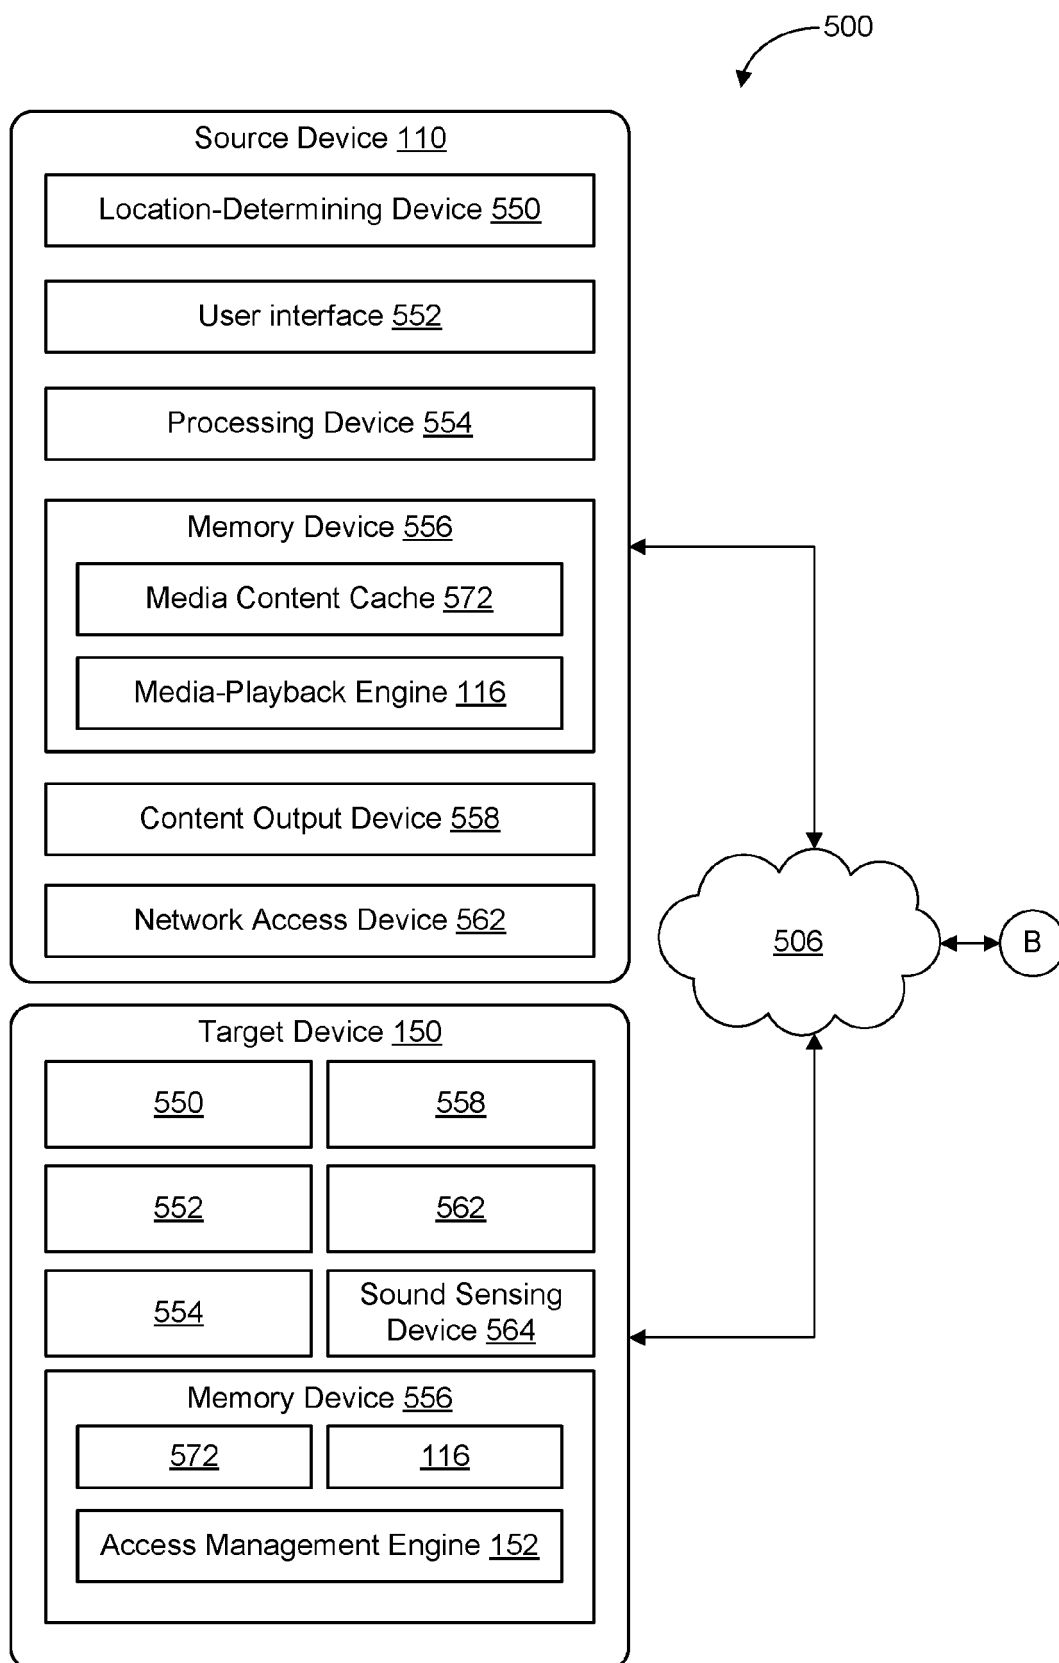 500
Source Device 110
Location-Determining Device 550
User interface 552
Processing Device 554
Memory Device 556
Media Content Cache 572
Media-Playback Engine 116
Content Output Device 558
Network Access Device 562
506
B
Target Device 150
550
558
552
562
554
Sound Sensing
Device 564
Memory Device 556
572
116
Access Management Engine 152